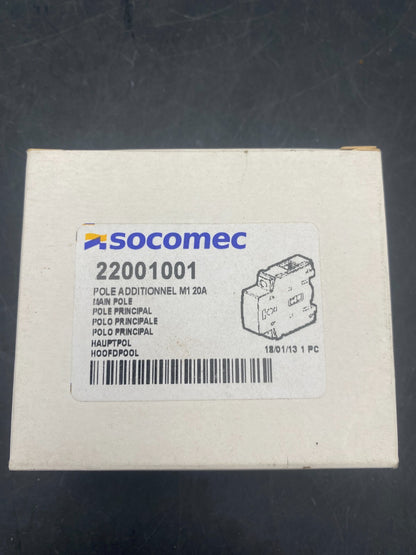 socomec
22001001
POLE ADDITIONNEL M1 20A
MAIN POLE
POLE PRINCIPAL
POLO PRINCIPALE
POLO PRINCIPAL
HAUPTPOL
HOOFDPOOL
18/01/13 1 PC